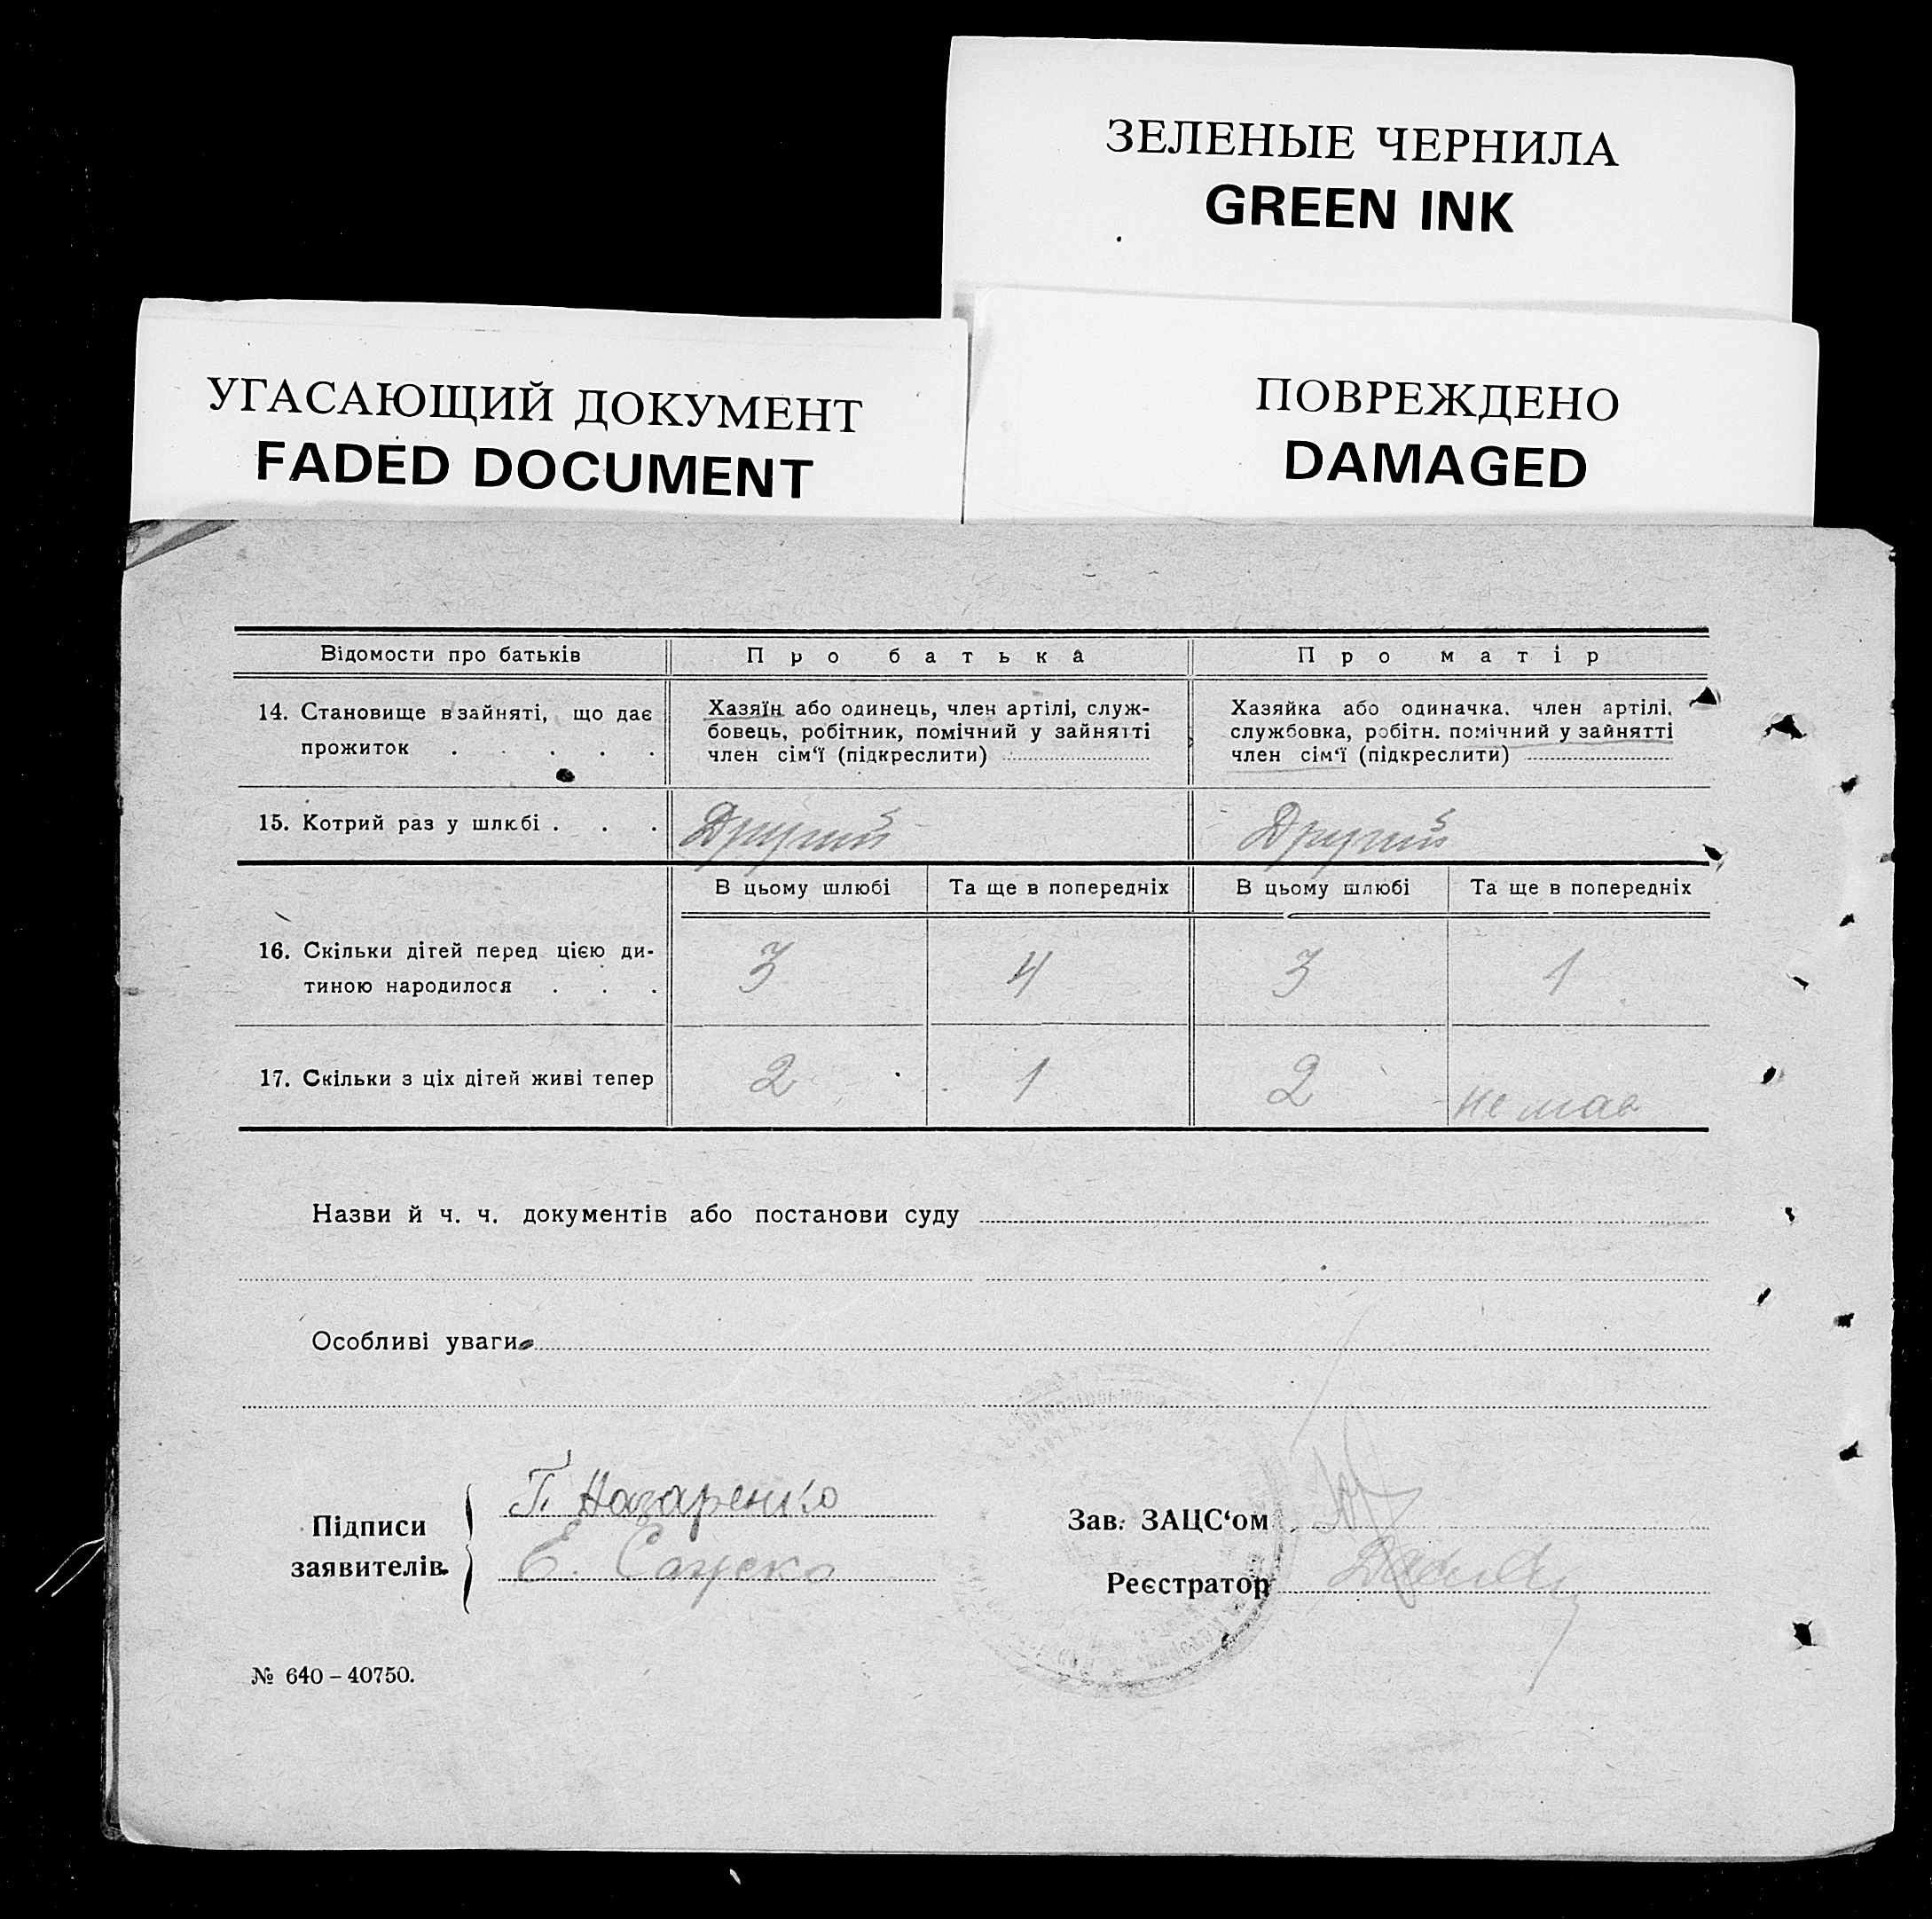 ЗЕЛЕНЫЕ ЧЕРНИЛА
GREEN INK
УГАСАЮЩИЙ ДОКУМЕНТ
FADED DOCUMENT
ПОВРЕЖДЕНО
DAMAGED
Відомости про батьків
Про батька
Про матір
14. Становище в зайняті, що дає
прожиток . . . . .
Хазяїн або одинець, член артілі, служ-
бовець, робітник, помічний у зайнятті
член сім'ї (підкреслити)
Хазяйка або одиначка, член артілі,
службовка, робітн. помічний у зайнятті
член сім'ї (підкреслити)
15. Котрий раз у шлюбі . . .
Другий
Другий
В цьому шлюбі
Та ще в попередніх
В цьому шлюбі
Та ще в попередніх
16. Скільки дітей перед цією ди-
тиною народилося . . .
3
4
3
1
17. Скільки з ціх дітей живі тепер
2
1
2
немає
Назви й ч. ч. документів або постанови суду
Особливі уваги
Підписи
заявителів
Г. Назаренко
Е.
Зав. ЗАЦС'ом
Реєстратор
№ 640 – 40750.